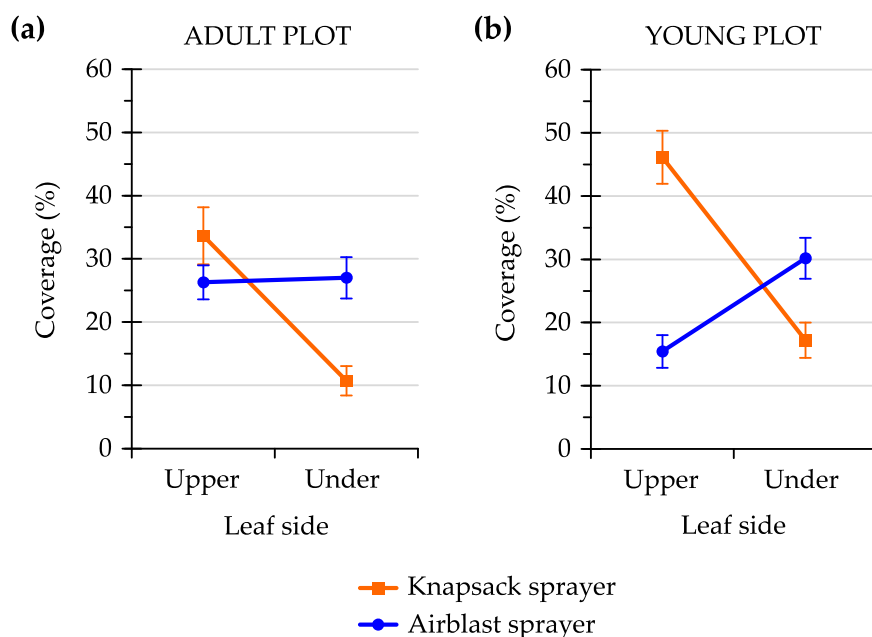 (a) ADULT PLOT
60
50
40
30
20
10
0
Coverage (%)
Upper Under
Leaf side
(b) YOUNG PLOT
60
50
40
30
20
10
0
Coverage (%)
Upper Under
Leaf side
Knapsack sprayer
Airblast sprayer